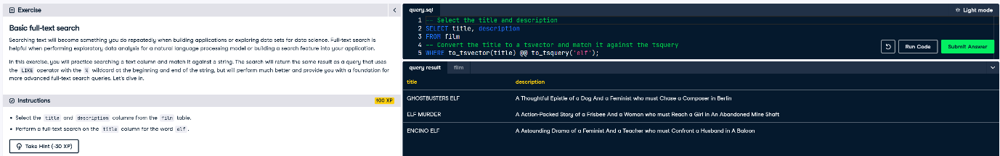 Exercise
Basic full-text search
Searching text will become something you do repeatedly when building applications or exploring data sets for data science. Full-text search is
helpful when performing exploratory data analysis for a natural language processing model or building a search feature into your application.
In this exercise, you will practice searching a text column and match it against a string. The search will return the same result as a query that uses
the LIKE operator with the % wildcard at the beginning and end of the string, but will perform much better and provide you with a foundation for
more advanced full-text search queries. Let's dive in.
Instructions
100 XP
Select the title and description columns from the film table.
Perform a full-text search on the title column for the word elf.
Take Hint (-30 XP)
query.sql
Light mode
1 -- Select the title and description
2 SELECT title, description
3 FROM film
4 -- Convert the title to a tsvector and match it against the tsquery
5 WHERE to_tsvector(title) @@ to_tsquery('elf');
Run Code
Submit Answer
query result
film
title description
GHOSTBUSTERS ELF A Thoughtful Epistle of a Dog And a Feminist who must Chase a Composer in Berlin
ELF MURDER A Action-Packed Story of a Frisbee And a Woman who must Reach a Girl in An Abandoned Mine Shaft
ENCINO ELF A Astounding Drama of a Feminist And a Teacher who must Confront a Husband in A Baloon